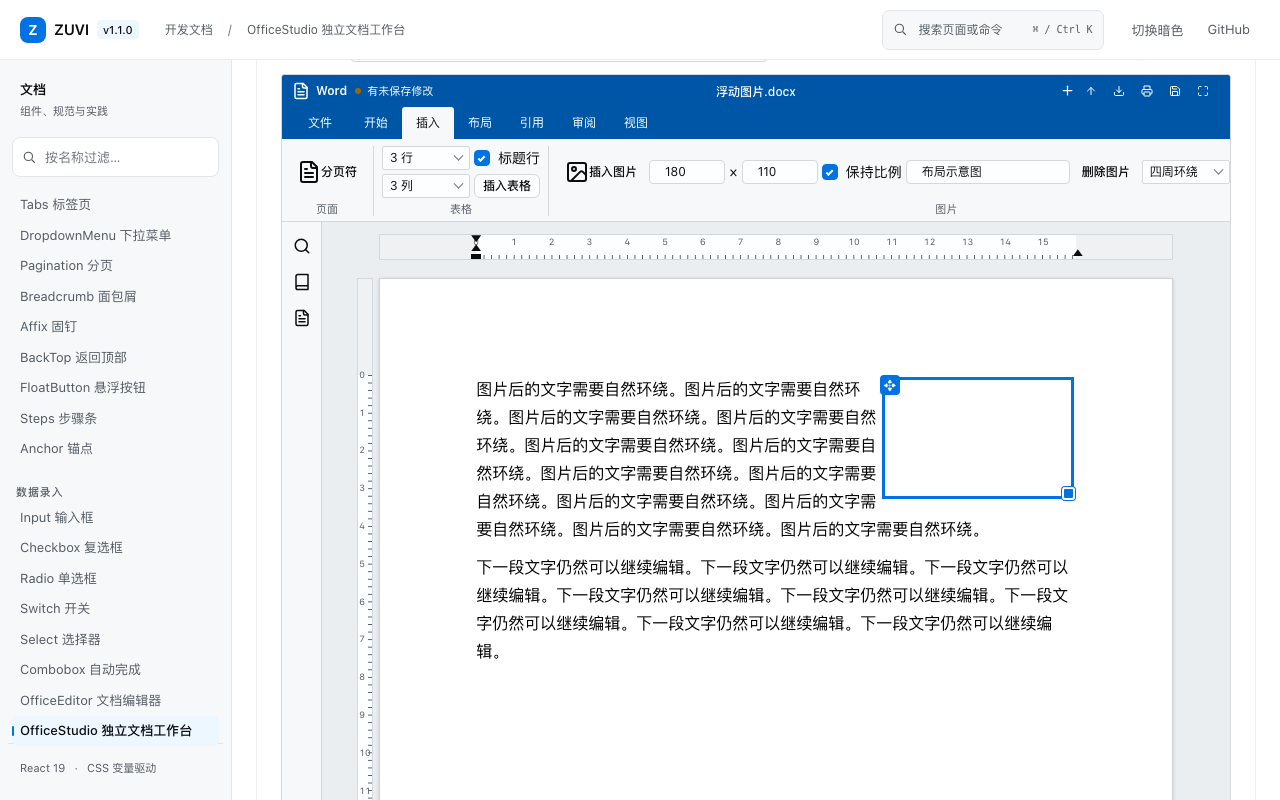 Z ZUVI v1.1.0 开发文档 / OfficeStudio 独立文档工作台 搜索页面或命令 ⌘ / Ctrl K 切换暗色 GitHub
文档
组件、规范与实践
按名称过滤...
Tabs 标签页
DropdownMenu 下拉菜单
Pagination 分页
Breadcrumb 面包屑
Affix 固钉
BackTop 返回顶部
FloatButton 悬浮按钮
Steps 步骤条
Anchor 锚点
数据录入
Input 输入框
Checkbox 复选框
Radio 单选框
Switch 开关
Select 选择器
Combobox 自动完成
OfficeEditor 文档编辑器
OfficeStudio 独立文档工作台
React 19 · CSS 变量驱动
Word 有未保存修改 浮动图片.docx
文件 开始 插入 布局 引用 审阅 视图
分页符
页面
3 行 标题行
3 列 插入表格
表格
插入图片 180 x 110 保持比例 布局示意图 删除图片 四周环绕
图片
1 2 3 4 5 6 7 8 9 10 11 12 13 14 15
0
1
2
3
4
5
6
7
8
9
10
11
图片后的文字需要自然环绕。图片后的文字需要自然环
绕。图片后的文字需要自然环绕。图片后的文字需要自然
环绕。图片后的文字需要自然环绕。图片后的文字需要自
然环绕。图片后的文字需要自然环绕。图片后的文字需要
自然环绕。图片后的文字需要自然环绕。图片后的文字需
要自然环绕。图片后的文字需要自然环绕。图片后的文字需要自然环绕。
下一段文字仍然可以继续编辑。下一段文字仍然可以继续编辑。下一段文字仍然可以
继续编辑。下一段文字仍然可以继续编辑。下一段文字仍然可以继续编辑。下一段文
字仍然可以继续编辑。下一段文字仍然可以继续编辑。下一段文字仍然可以继续编
辑。